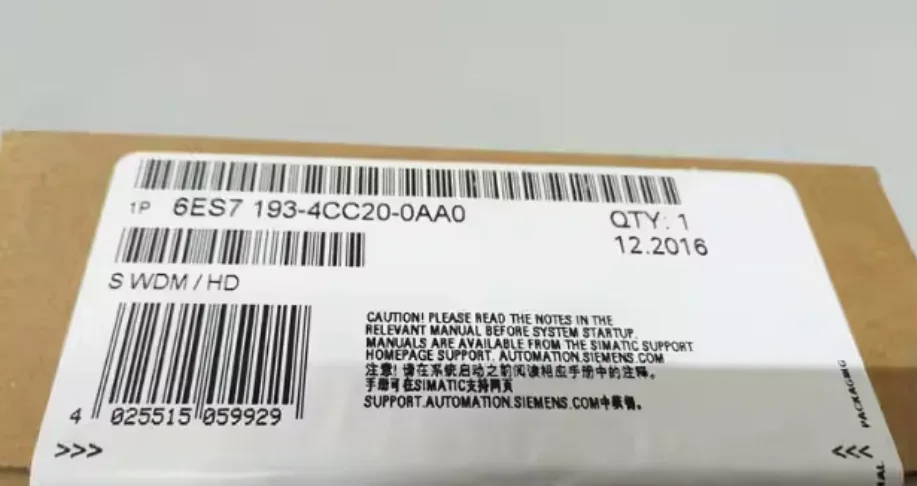 1P 6ES7 193-4CC20-0AA0
QTY: 1
12.2016
S WDM / HD
CAUTION! PLEASE READ THE NOTES IN THE
RELEVANT MANUAL BEFORE SYSTEM STARTUP.
MANUALS ARE AVAILABLE FROM THE SIMATIC SUPPORT
HOMEPAGE SUPPORT. AUTOMATION.SIEMENS.COM
注意! 请在系统启动之前阅读相应手册中的注释。
手册可在SIMATIC支持网页
SUPPORT.AUTOMATION.SIEMENS.COM中获得。
4 025515 059929
>>>
<<<
PACKAGING